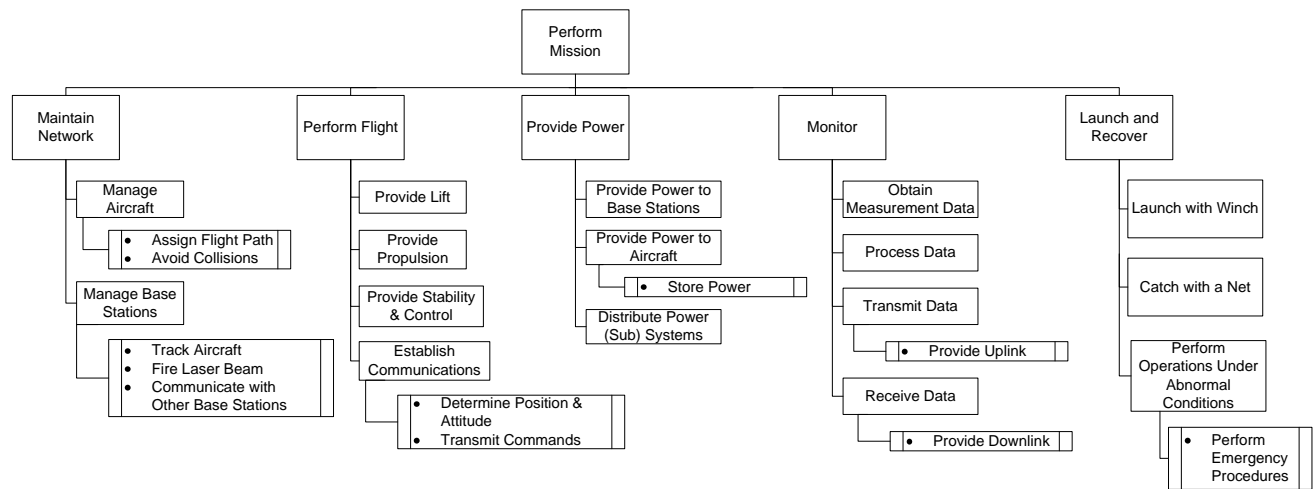 Perform
Mission
Maintain
Network
Manage
Aircraft
• Assign Flight Path
• Avoid Collisions
Manage Base
Stations
• Track Aircraft
• Fire Laser Beam
• Communicate with
Other Base Stations
Perform Flight
Provide Lift
Provide
Propulsion
Provide Stability
& Control
Establish
Communications
• Determine Position &
Attitude
• Transmit Commands
Provide Power
Provide Power to
Base Stations
Provide Power to
Aircraft
• Store Power
Distribute Power
(Sub) Systems
Monitor
Obtain
Measurement Data
Process Data
Transmit Data
• Provide Uplink
Receive Data
• Provide Downlink
Launch and
Recover
Launch with Winch
Catch with a Net
Perform
Operations Under
Abnormal
Conditions
• Perform
Emergency
Procedures